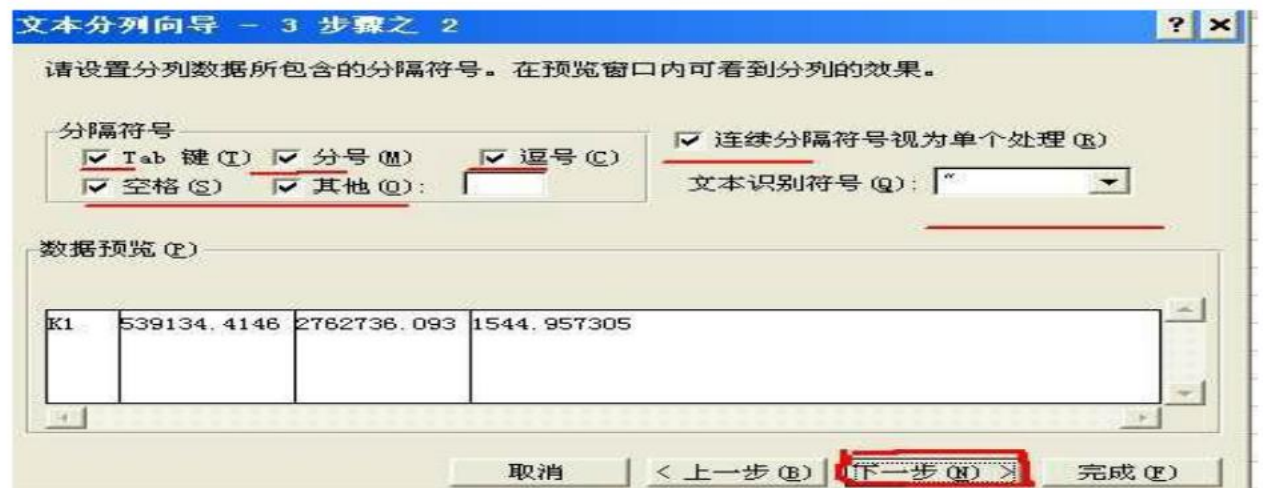 文本分列向导 - 3 步骤之 2
请设置分列数据所包含的分隔符号。在预览窗口内可看到分列的效果。
分隔符号
Tab 键(T) 分号(M) 逗号(C)
空格(S) 其他(O):
连续分隔符号视为单个处理(R)
文本识别符号(Q): "
数据预览(P)
K1 539134.4146 2762736.093 1544.957305
取消 <上一步(B) 下一步(N) > 完成(F)